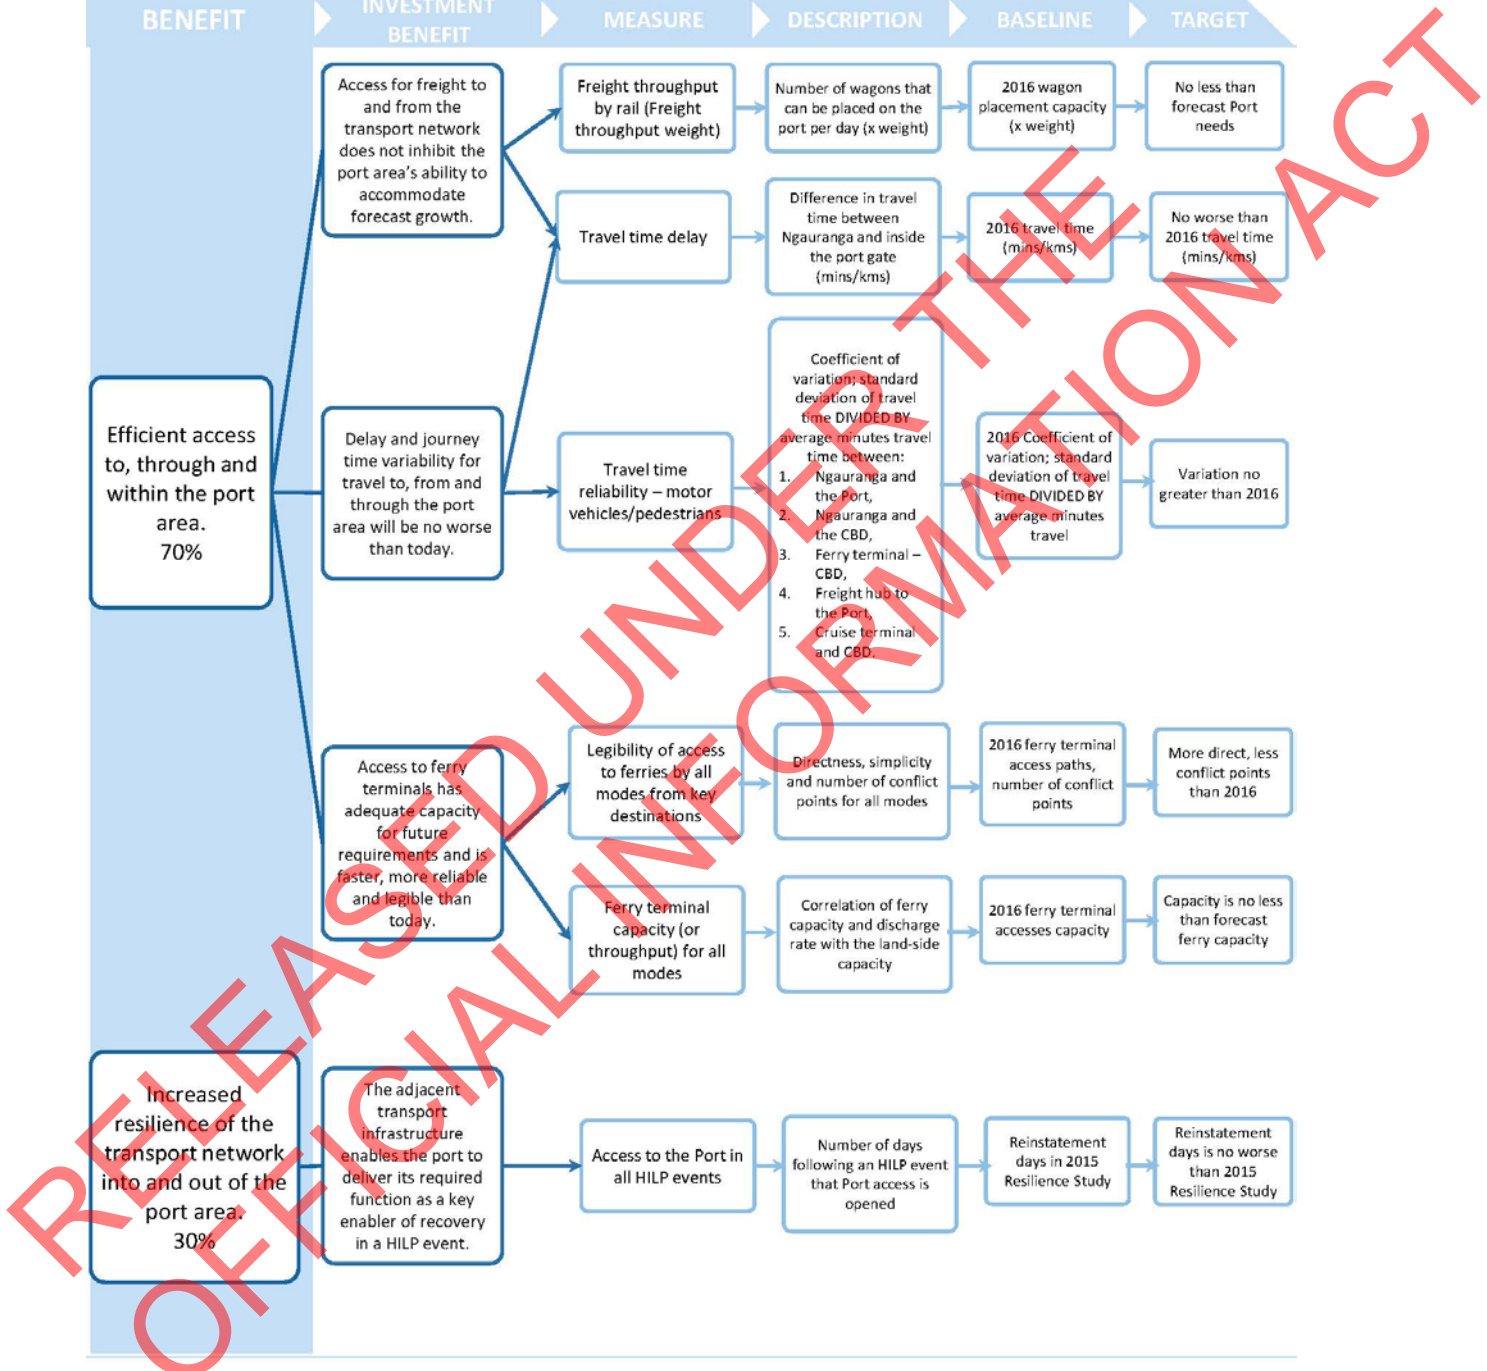 BENEFIT
INVESTMENT
BENEFIT
MEASURE
DESCRIPTION
BASELINE
TARGET
Efficient access
to, through and
within the port
area.
70%
Access for freight to
and from the
transport network
does not inhibit the
port area's ability to
accommodate
forecast growth.
Freight throughput
by rail (Freight
throughput weight)
Number of wagons that
can be placed on the
port per day (x weight)
2016 wagon
placement capacity
(x weight)
No less than
forecast Port
needs
Travel time delay
Difference in travel
time between
Ngauranga and inside
the port gate
(mins/kms)
2016 travel time
(mins/kms)
No worse than
2016 travel time
(mins/kms)
Delay and journey
time variability for
travel to, from and
through the port
area will be no worse
than today.
Travel time
reliability – motor
vehicles/pedestrians
Coefficient of
variation; standard
deviation of travel
time DIVIDED BY
average minutes travel
time between:
1. Ngauranga and
the Port,
2. Ngauranga and
the CBD,
3. Ferry terminal –
CBD,
4. Freight hub to
the Port,
5. Cruise terminal
and CBD.
2016 Coefficient of
variation; standard
deviation of travel
time DIVIDED BY
average minutes
travel
Variation no
greater than 2016
Access to ferry
terminals has
adequate capacity
for future
requirements and is
faster, more reliable
and legible than
today.
Legibility of access
to ferries by all
modes from key
destinations
Directness, simplicity
and number of conflict
points for all modes
2016 ferry terminal
access paths,
number of conflict
points
More direct, less
conflict points
than 2016
Ferry terminal
capacity (or
throughput) for all
modes
Correlation of ferry
capacity and discharge
rate with the land-side
capacity
2016 ferry terminal
accesses capacity
Capacity is no less
than forecast
ferry capacity
Increased
resilience of the
transport network
into and out of the
port area.
30%
The adjacent
transport
infrastructure
enables the port to
deliver its required
function as a key
enabler of recovery
in a HILP event.
Access to the Port in
all HILP events
Number of days
following an HILP event
that Port access is
opened
Reinstatement
days in 2015
Resilience Study
Reinstatement
days is no worse
than 2015
Resilience Study
RELEASED UNDER THE
OFFICIAL INFORMATION ACT